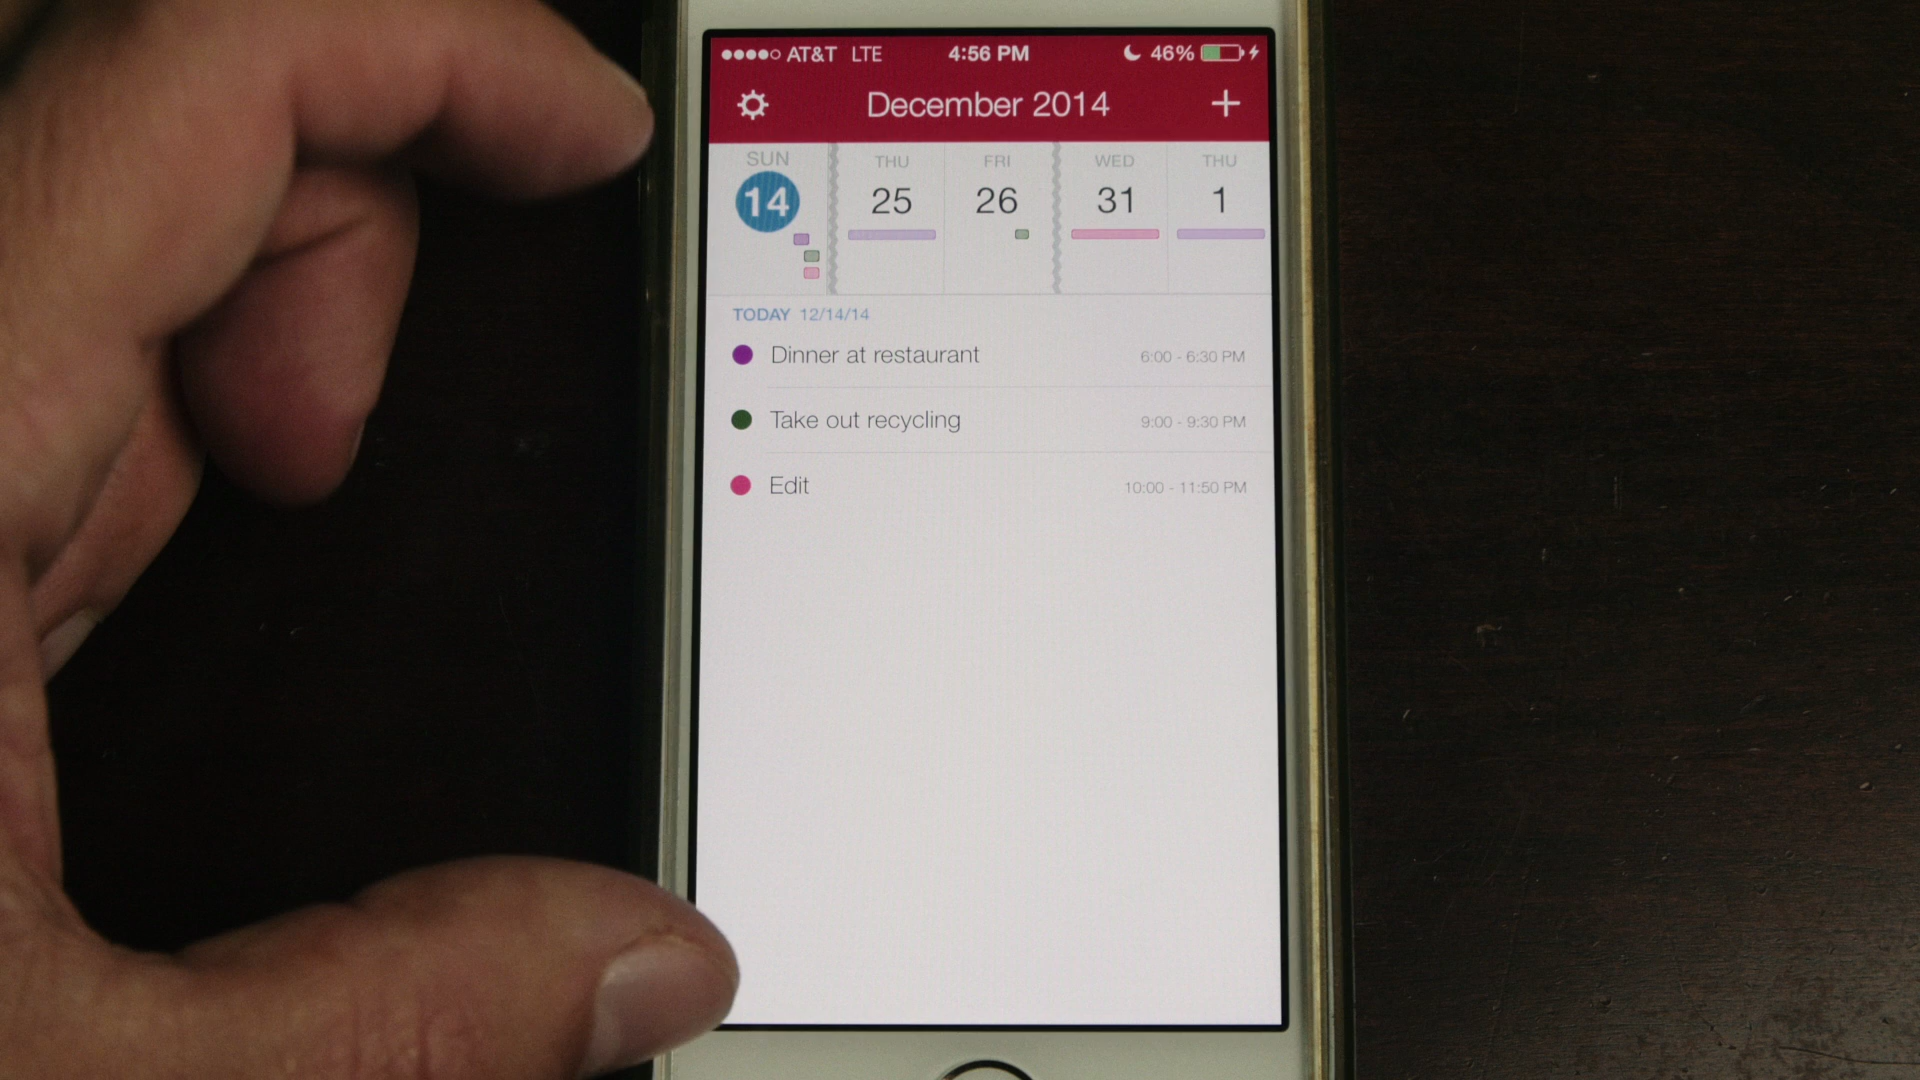 AT&T LTE 4:56 PM 46%
December 2014 +
SUN THU FRI WED THU
14 25 26 31 1
TODAY 12/14/14
Dinner at restaurant 6:00 - 6:30 PM
Take out recycling 9:00 - 9:30 PM
Edit 10:00 - 11:50 PM